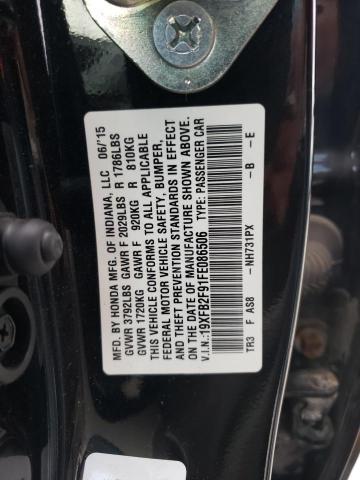 MFD. BY HONDA MFG. OF INDIANA, LLC 06/'15
GVWR 3792LBS GAWR F 2029LBS R 1786LBS
GVWR 1720KG GAWR F 920KG R 810KG
THIS VEHICLE CONFORMS TO ALL APPLICABLE
FEDERAL MOTOR VEHICLE SAFETY, BUMPER,
THEFT PREVENTION STANDARDS IN EFFECT
ON THE DATE OF MANUFACTURE SHOWN ABOVE.
V.I.N.:19XFB2F91FE086506 TYPE: PASSENGER CAR
TR3 F AS8 -NH731PX -B -E